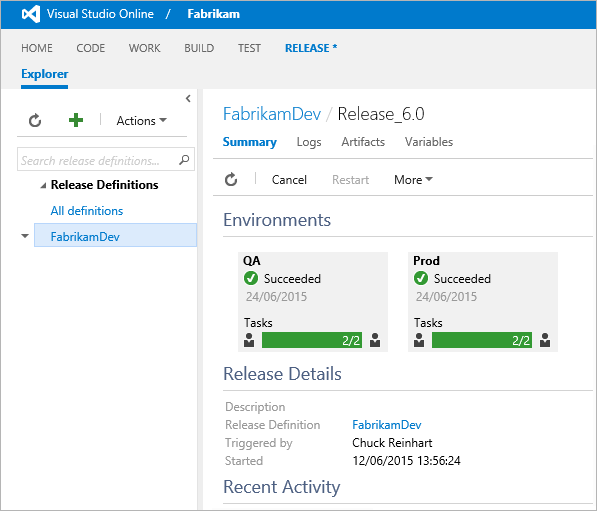 Visual Studio Online / Fabrikam
HOME CODE WORK BUILD TEST RELEASE *
Explorer
Actions
Search release definitions...
Release Definitions
All definitions
FabrikamDev
FabrikamDev / Release_6.0
Summary Logs Artifacts Variables
Cancel Restart More
Environments
QA
Succeeded
24/06/2015
Tasks
2/2
Prod
Succeeded
24/06/2015
Tasks
2/2
Release Details
Description
Release Definition FabrikamDev
Triggered by Chuck Reinhart
Started 12/06/2015 13:56:24
Recent Activity